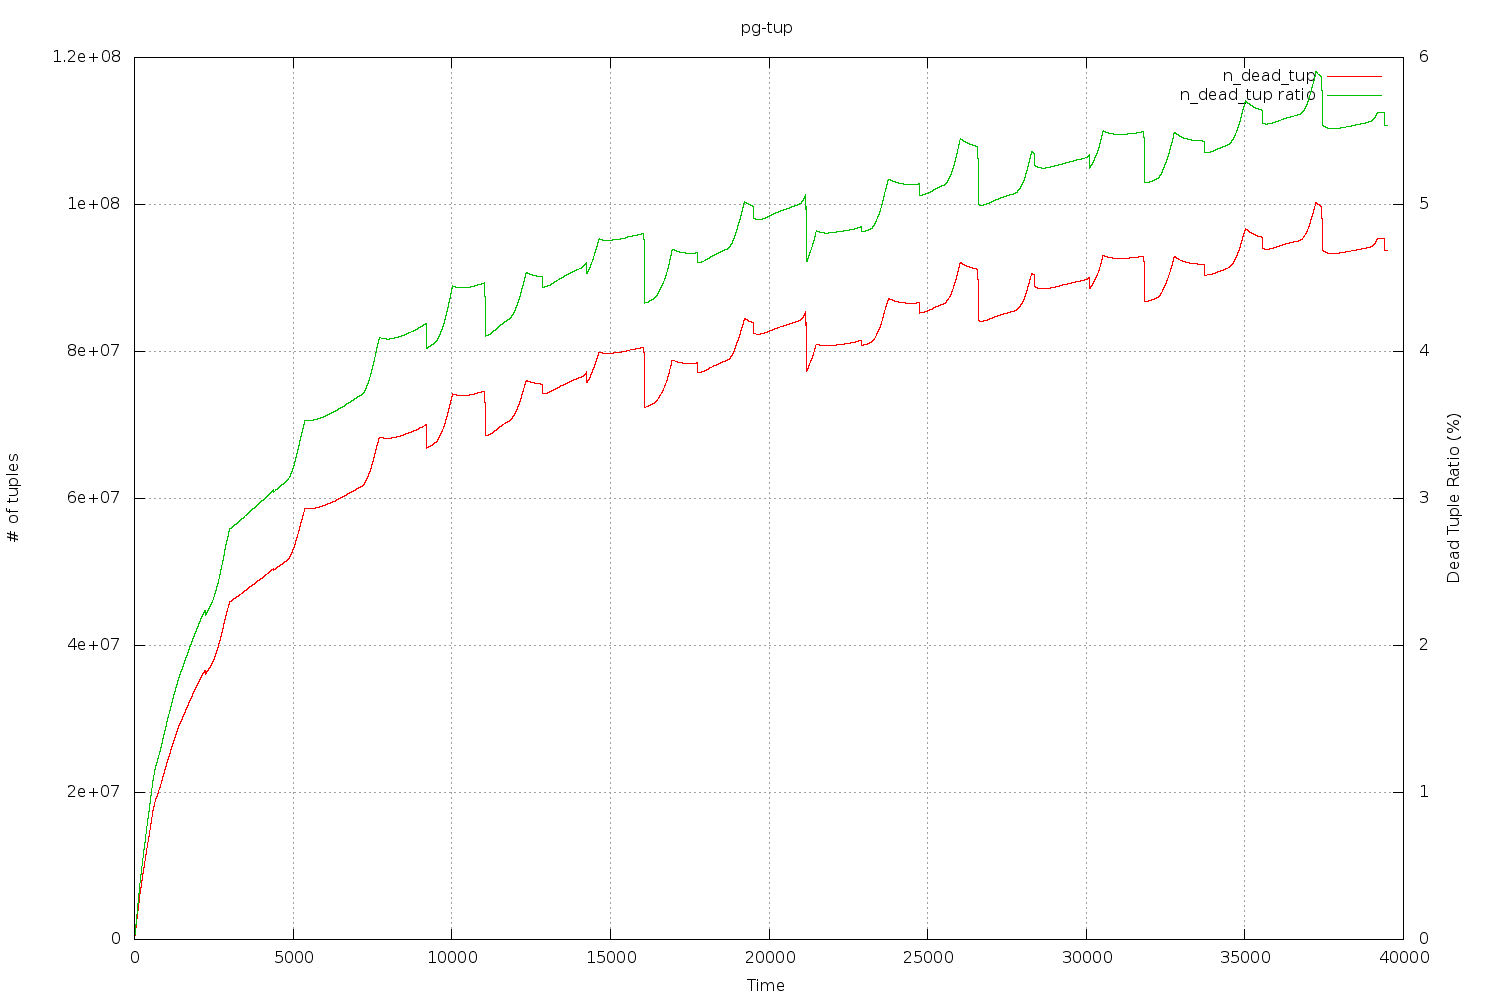 pg-tup
1.2e+08
1e+08
8e+07
6e+07
4e+07
2e+07
0
# of tuples
n_dead_tup
n_dead_tup ratio
6
5
4
3
2
1
0
Dead Tuple Ratio (%)
0 5000 10000 15000 20000 25000 30000 35000 40000
Time